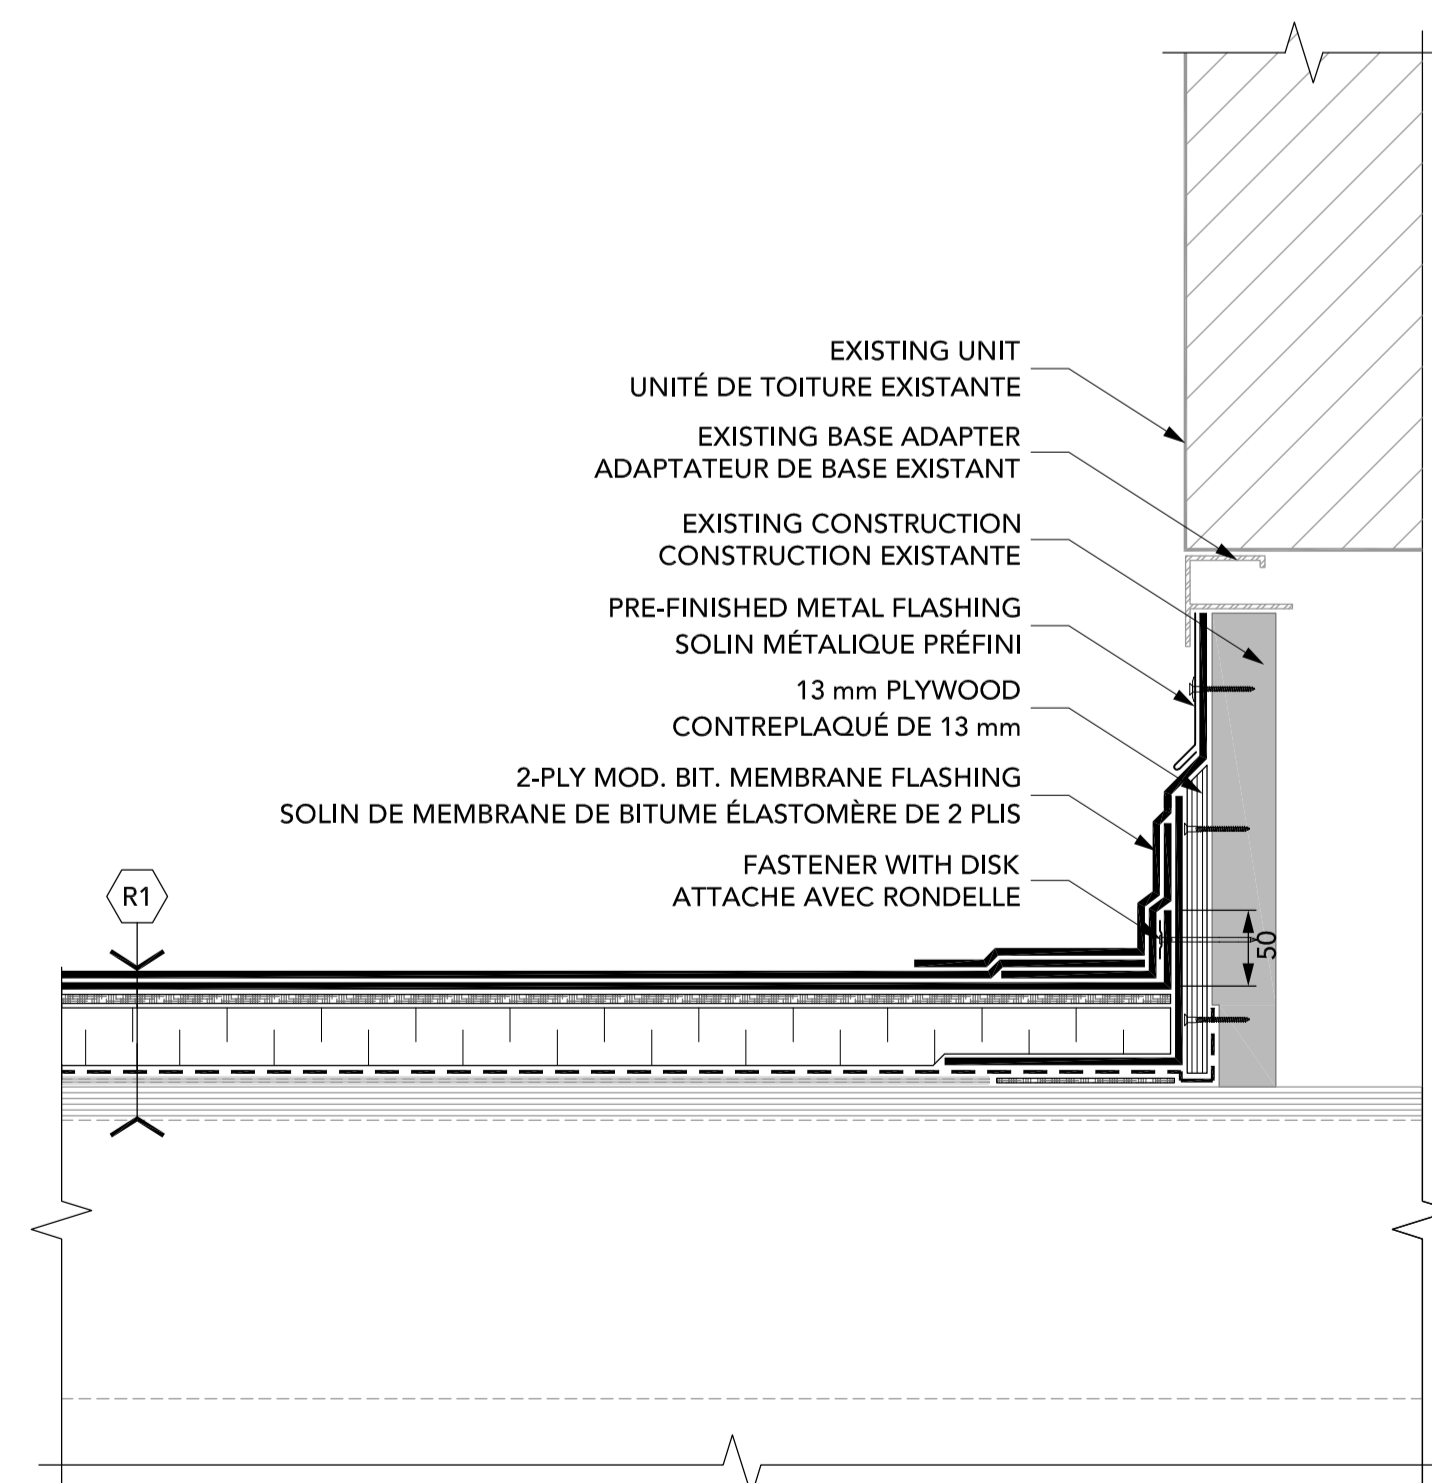 EXISTING UNIT
UNITÉ DE TOITURE EXISTANTE
EXISTING BASE ADAPTER
ADAPTATEUR DE BASE EXISTANT
EXISTING CONSTRUCTION
CONSTRUCTION EXISTANTE
PRE-FINISHED METAL FLASHING
SOLIN MÉTALIQUE PRÉFINI
13 mm PLYWOOD
CONTREPLAQUÉ DE 13 mm
2-PLY MOD. BIT. MEMBRANE FLASHING
SOLIN DE MEMBRANE DE BITUME ÉLASTOMÈRE DE 2 PLIS
FASTENER WITH DISK
ATTACHE AVEC RONDELLE
R1
50